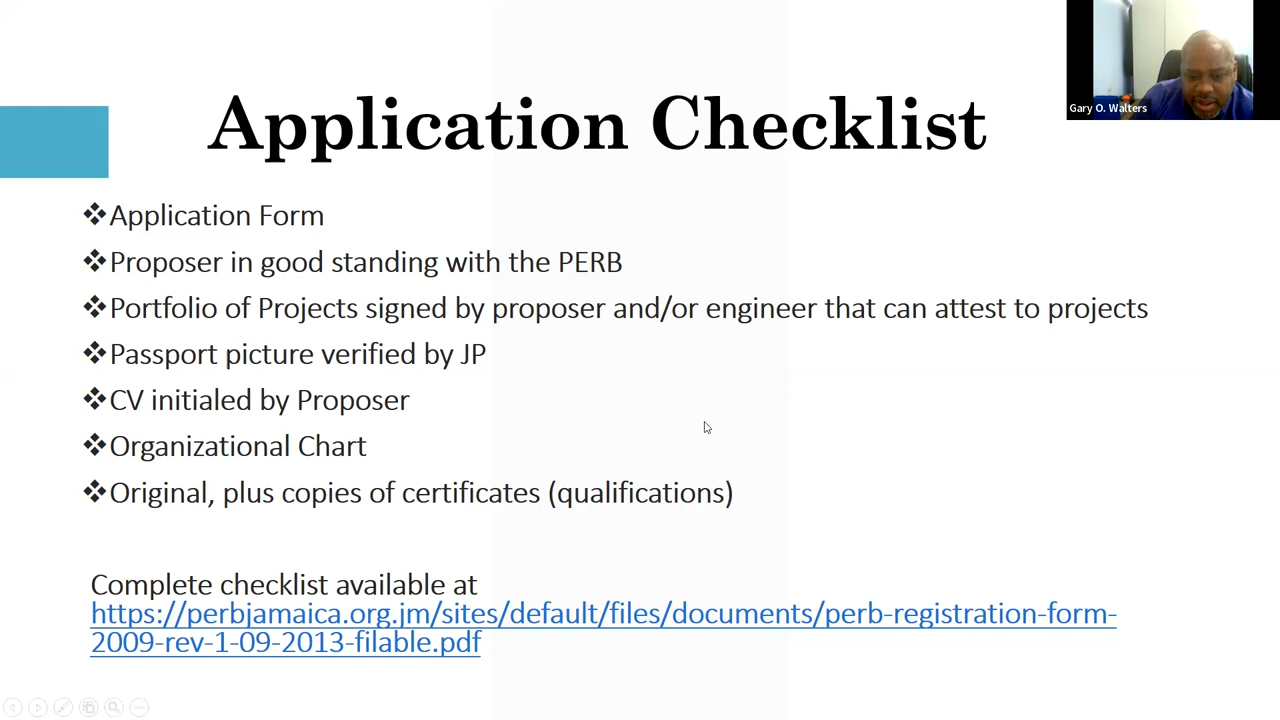 Application Checklist
Gary O. Walters
❖Application Form
❖Proposer in good standing with the PERB
❖Portfolio of Projects signed by proposer and/or engineer that can attest to projects
❖Passport picture verified by JP
❖CV initialed by Proposer
❖Organizational Chart
❖Original, plus copies of certificates (qualifications)
Complete checklist available at
https://perbjamaica.org.jm/sites/default/files/documents/perb-registration-form-
2009-rev-1-09-2013-filable.pdf